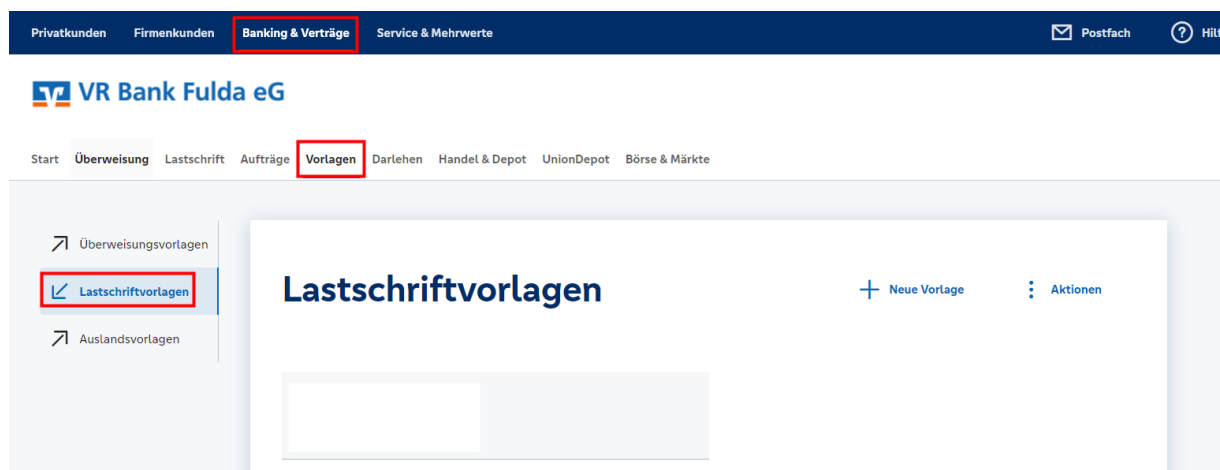 Privatkunden Firmenkunden Banking & Verträge Service & Mehrwerte Postfach ? Hilf
VR Bank Fulda eG
Start Überweisung Lastschrift Aufträge Vorlagen Darlehen Handel & Depot UnionDepot Börse & Märkte
Überweisungsvorlagen
Lastschriftvorlagen
Auslandsvorlagen
Lastschriftvorlagen
Neue Vorlage Aktionen